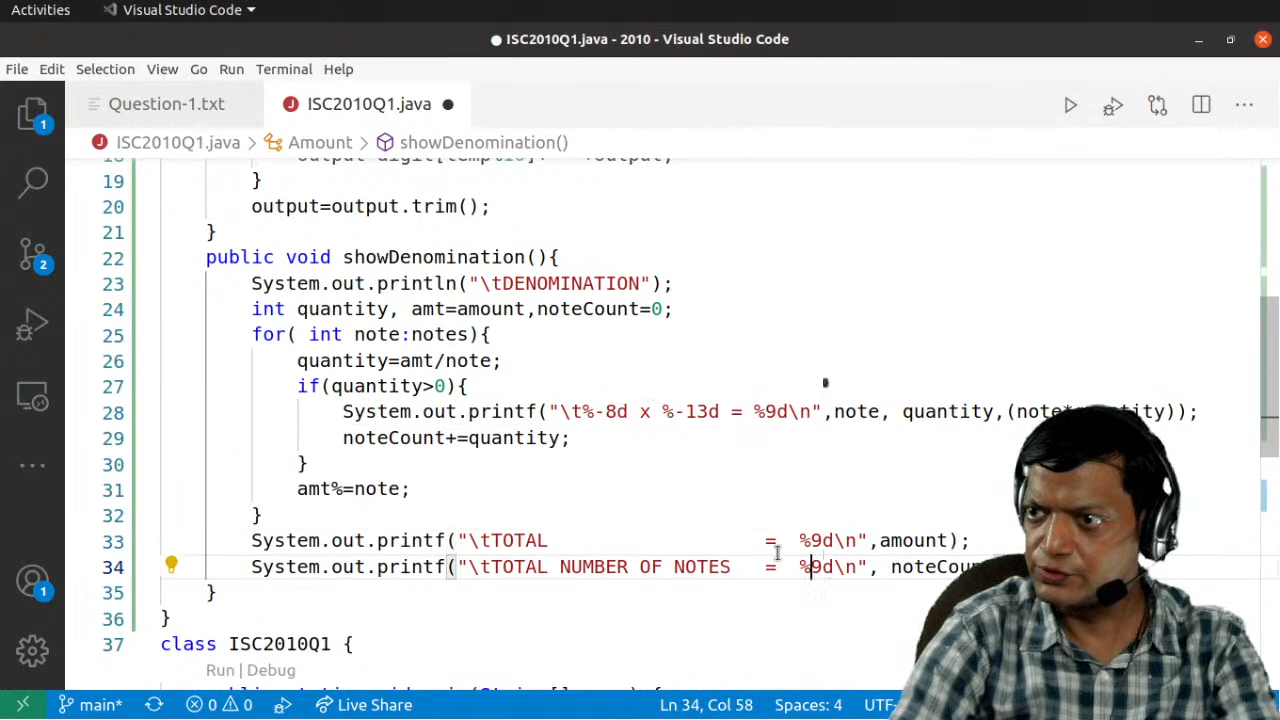 Activities Visual Studio Code
ISC2010Q1.java - 2010 - Visual Studio Code
File Edit Selection View Go Run Terminal Help
Question-1.txt ISC2010Q1.java
ISC2010Q1.java > Amount > showDenomination()
19 }
20 output=output.trim();
21 }
22 public void showDenomination(){
23 System.out.println("\tDENOMINATION");
24 int quantity, amt=amount,noteCount=0;
25 for( int note:notes){
26 quantity=amt/note;
27 if(quantity>0){
28 System.out.printf("\t%-8d x %-13d = %9d\n",note, quantity,(note*quantity));
29 noteCount+=quantity;
30 }
31 amt%=note;
32 }
33 System.out.printf("\tTOTAL = %9d\n",amount);
34 System.out.printf("\tTOTAL NUMBER OF NOTES = %9d\n", noteCoun
35 }
36 }
37 class ISC2010Q1 {
Run | Debug
1
2
1
main* 0 0 Live Share Ln 34, Col 58 Spaces: 4 UTF-